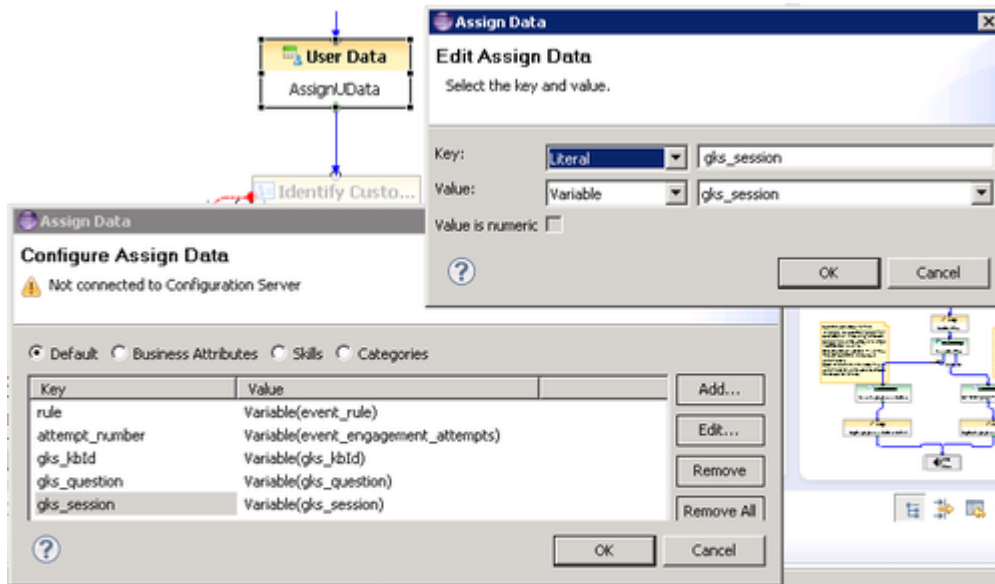 User Data
AssignUData
Identify Custo...
Assign Data
Edit Assign Data
Select the key and value.
Key: Literal gks_session
Value: Variable gks_session
Value is numeric
OK Cancel
Assign Data
Configure Assign Data
Not connected to Configuration Server
Default Business Attributes Skills Categories
Key Value
rule Variable(event_rule)
attempt_number Variable(event_engagement_attempts)
gks_kbId Variable(gks_kbId)
gks_question Variable(gks_question)
gks_session Variable(gks_session)
Add...
Edit...
Remove
Remove All
OK Cancel